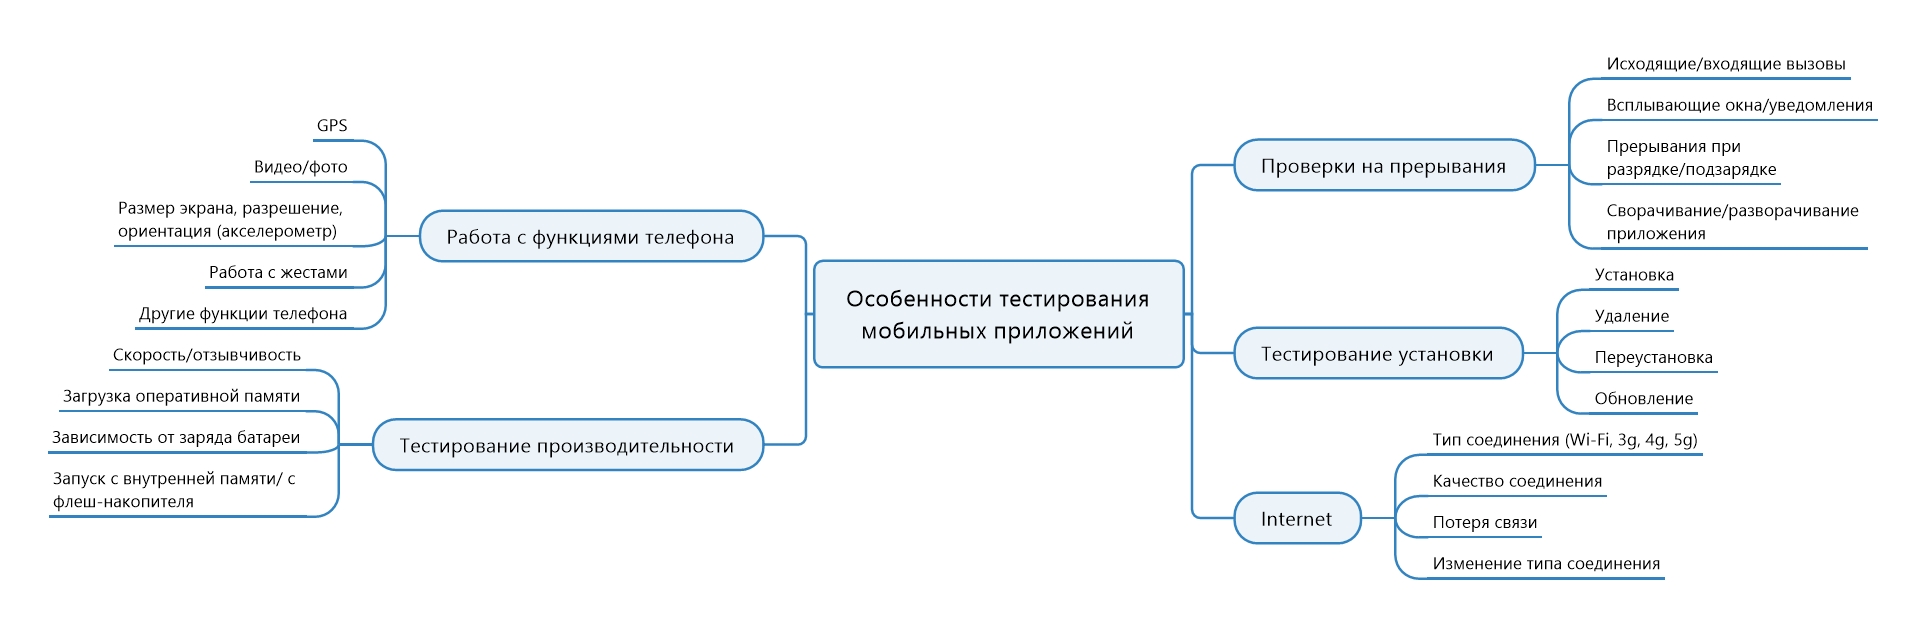 Особенности тестирования
мобильных приложений
Работа с функциями телефона
GPS
Видео/фото
Размер экрана, разрешение,
ориентация (акселерометр)
Работа с жестами
Другие функции телефона
Тестирование производительности
Скорость/отзывчивость
Загрузка оперативной памяти
Зависимость от заряда батареи
Запуск с внутренней памяти/ с
флеш-накопителя
Проверки на прерывания
Исходящие/входящие вызовы
Всплывающие окна/уведомления
Прерывания при
разрядке/подзарядке
Сворачивание/разворачивание
приложения
Тестирование установки
Установка
Удаление
Переустановка
Обновление
Internet
Тип соединения (Wi-Fi, 3g, 4g, 5g)
Качество соединения
Потеря связи
Изменение типа соединения